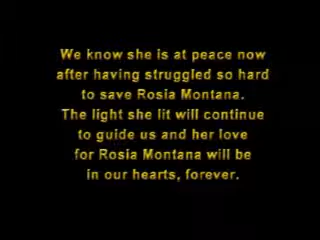 We know she is at peace now
after having struggled so hard
to save Rosia Montana.
The light she lit will continue
to guide us and her love
for Rosia Montana will be
in our hearts, forever.